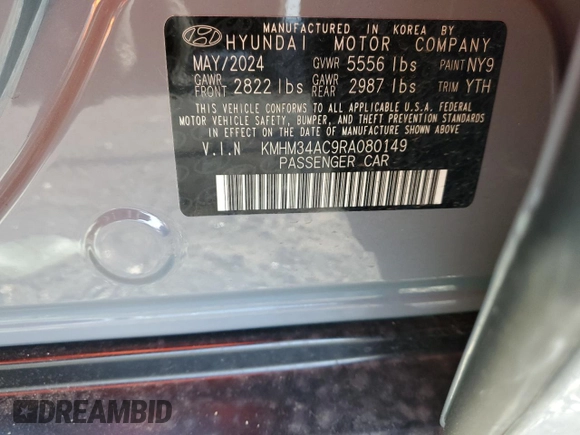 MANUFACTURED IN KOREA BY
HYUNDAI MOTOR COMPANY
MAY/2024 GVWR 5556 lbs PAINT NY9
GAWR FRONT 2822 lbs GAWR REAR 2987 lbs TRIM YTH
THIS VEHICLE CONFORMS TO ALL APPLICABLE U.S.A. FEDERAL
MOTOR VEHICLE SAFETY, BUMPER, AND THEFT PREVENTION STANDARDS
IN EFFECT ON THE DATE OF MANUFACTURE SHOWN ABOVE.
V.I.N KMHM34AC9RA080149
PASSENGER CAR
DREAMBID